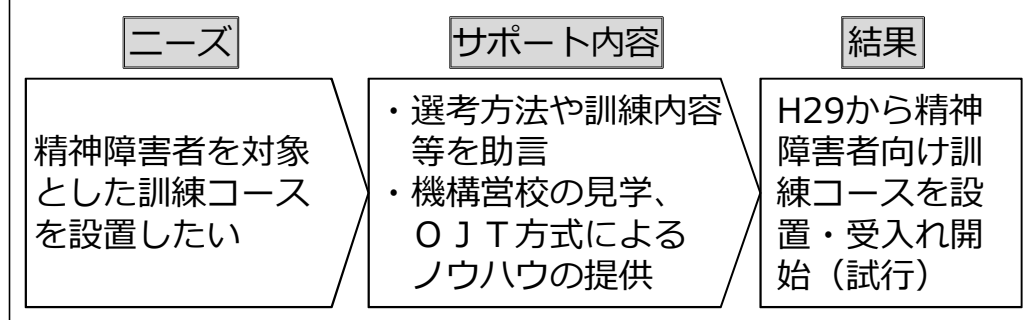 ニーズ
精神障害者を対象
とした訓練コース
を設置したい
サポート内容
・選考方法や訓練内容
等を助言
・機構営校の見学、
ＯＪＴ方式による
ノウハウの提供
結果
H29から精神
障害者向け訓
練コースを設
置・受入れ開
始（試行）